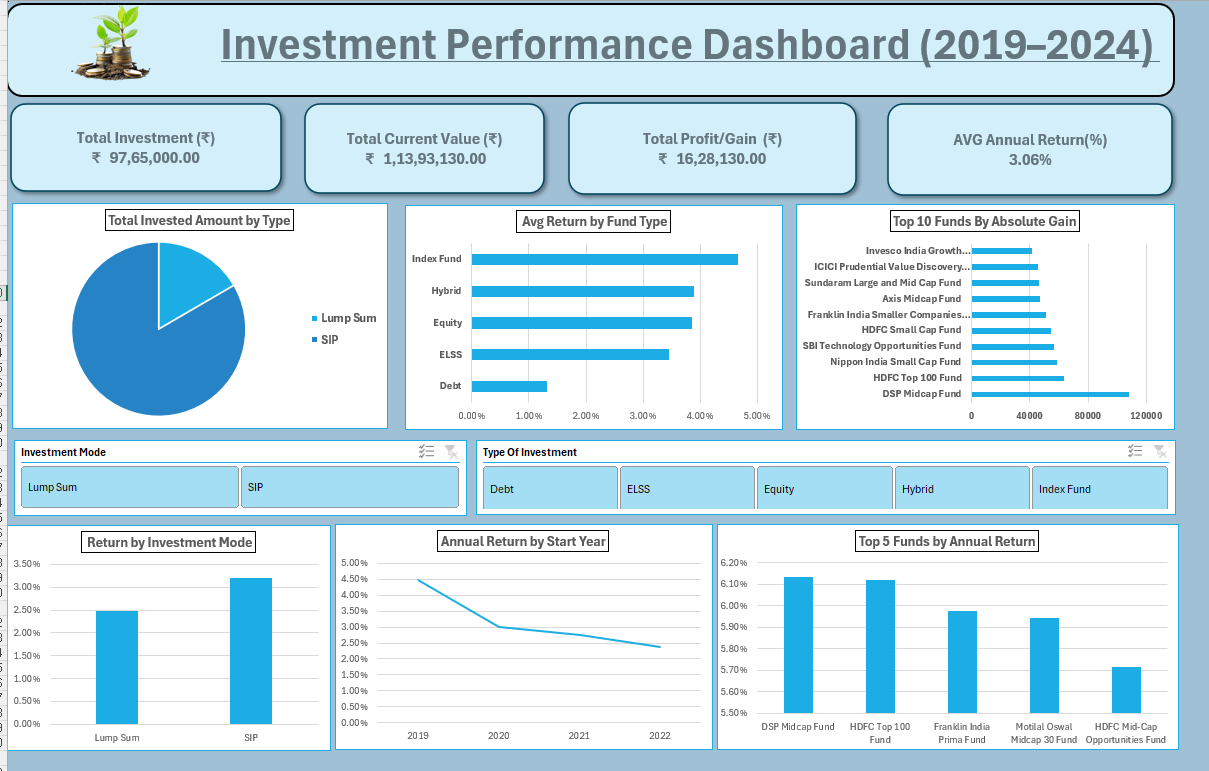 Investment Performance Dashboard (2019–2024)
Total Investment (₹)
₹ 97,65,000.00
Total Current Value (₹)
₹ 1,13,93,130.00
Total Profit/Gain (₹)
₹ 16,28,130.00
AVG Annual Return(%)
3.06%
Total Invested Amount by Type
Lump Sum
SIP
Avg Return by Fund Type
Index Fund
Hybrid
Equity
ELSS
Debt
0.00% 1.00% 2.00% 3.00% 4.00% 5.00%
Top 10 Funds By Absolute Gain
Invesco India Growth...
ICICI Prudential Value Discovery...
Sundaram Large and Mid Cap Fund
Axis Midcap Fund
Franklin India Smaller Companies...
HDFC Small Cap Fund
SBI Technology Opportunities Fund
Nippon India Small Cap Fund
HDFC Top 100 Fund
DSP Midcap Fund
0 40000 80000 120000
Investment Mode
Lump Sum SIP
Type Of Investment
Debt ELSS Equity Hybrid Index Fund
Return by Investment Mode
3.50%
3.00%
2.50%
2.00%
1.50%
1.00%
0.50%
0.00%
Lump Sum SIP
Annual Return by Start Year
5.00%
4.50%
4.00%
3.50%
3.00%
2.50%
2.00%
1.50%
1.00%
0.50%
0.00%
2019 2020 2021 2022
Top 5 Funds by Annual Return
6.20%
6.10%
6.00%
5.90%
5.80%
5.70%
5.60%
5.50%
DSP Midcap Fund
HDFC Top 100
Fund
Franklin India
Prima Fund
Motilal Oswal
Midcap 30 Fund
HDFC Mid-Cap
Opportunities Fund